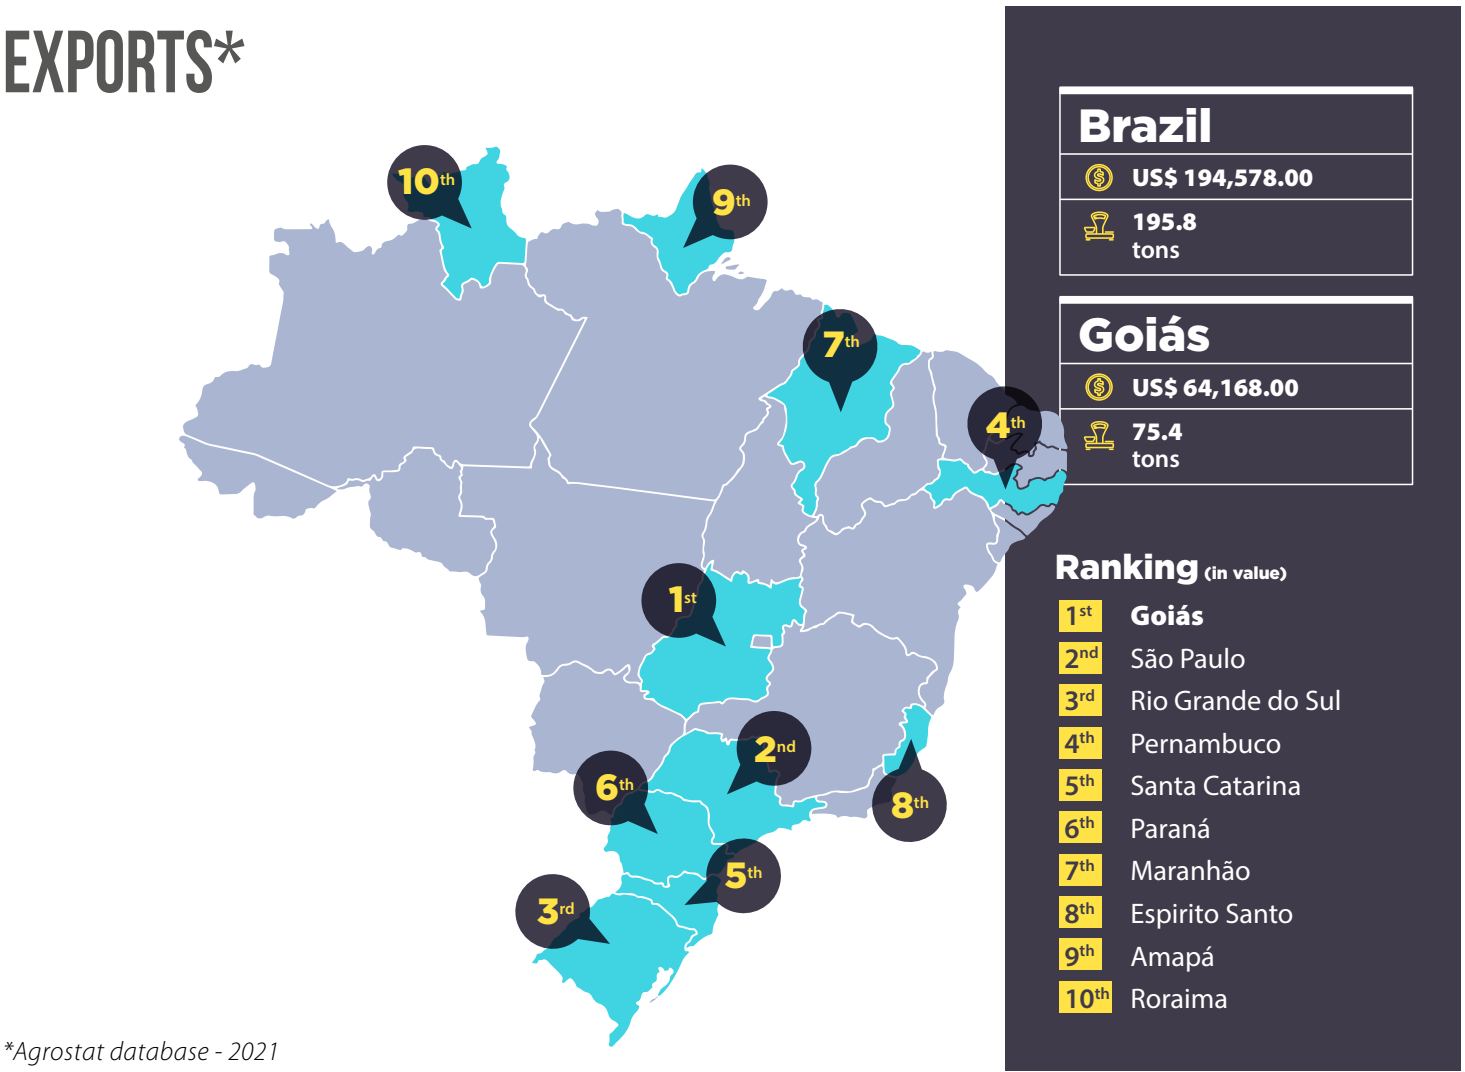 EXPORTS*
10th
9th
7th
4th
1st
2nd
6th
8th
5th
3rd
Brazil
US$ 194,578.00
195.8
tons
Goiás
US$ 64,168.00
75.4
tons
Ranking (in value)
1st Goiás
2nd São Paulo
3rd Rio Grande do Sul
4th Pernambuco
5th Santa Catarina
6th Paraná
7th Maranhão
8th Espirito Santo
9th Amapá
10th Roraima
*Agrostat database - 2021